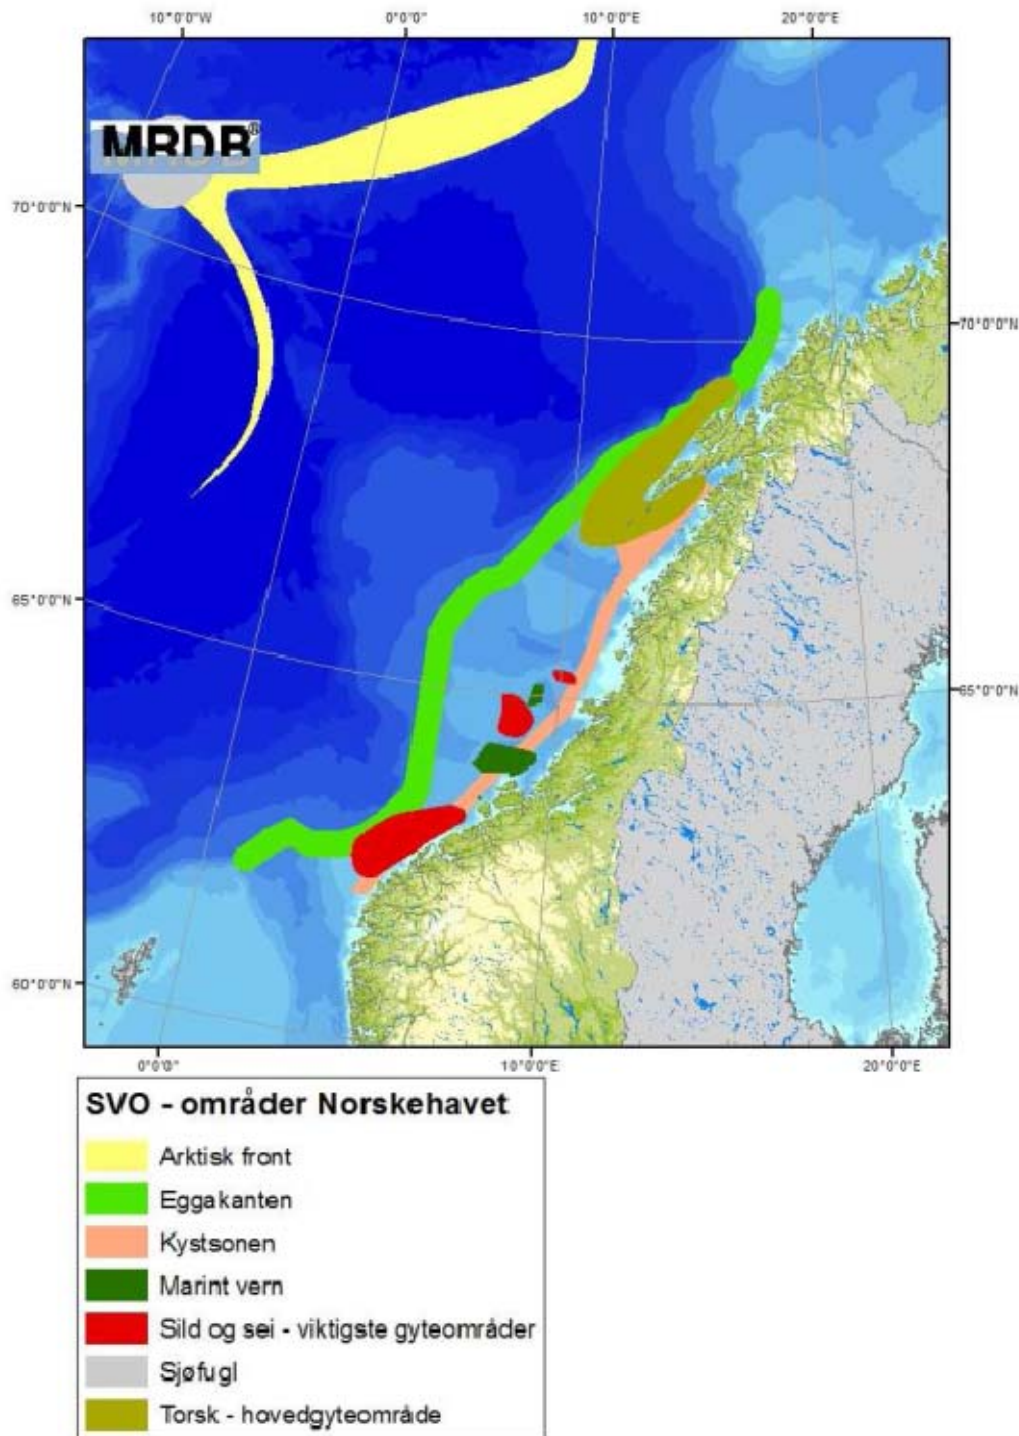 10°0'0"W 0°0'0" 10°0'0"E 20°0'0"E
MRDB®
70°0'0"N
70°0'0"N
65°0'0"N
65°0'0"N
60°0'0"N
0°0'0" 10°0'0"E 20°0'0"E
SVO - områder Norskehavet
Arktisk front
Eggakanten
Kystsonen
Marint vern
Sild og sei - viktigste gyteområder
Sjøfugl
Torsk - hovedgyteområde